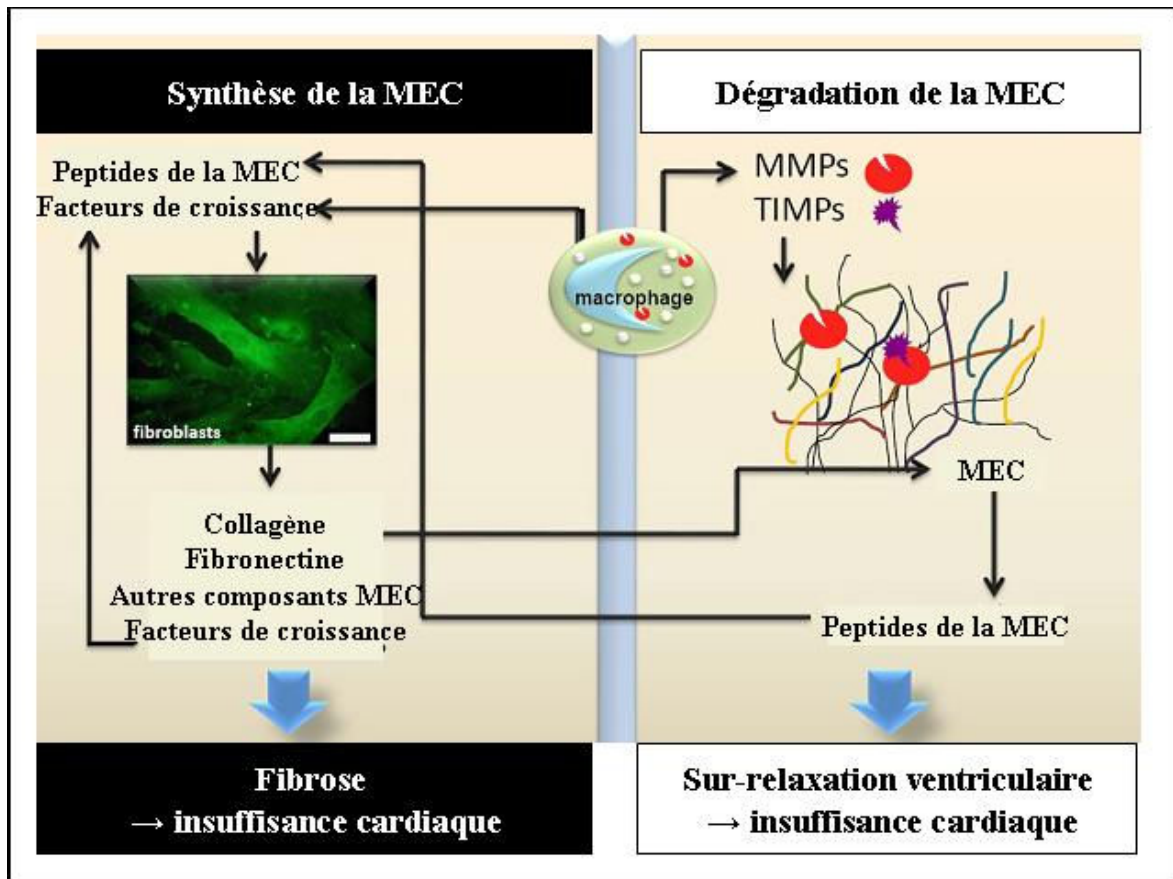 Synthèse de la MEC
Peptides de la MEC
Facteurs de croissance
fibroblasts
Collagène
Fibronectine
Autres composants MEC
Facteurs de croissance
Fibrose
→ insuffisance cardiaque
macrophage
Dégradation de la MEC
MMPs
TIMPs
MEC
Peptides de la MEC
Sur-relaxation ventriculaire
→ insuffisance cardiaque